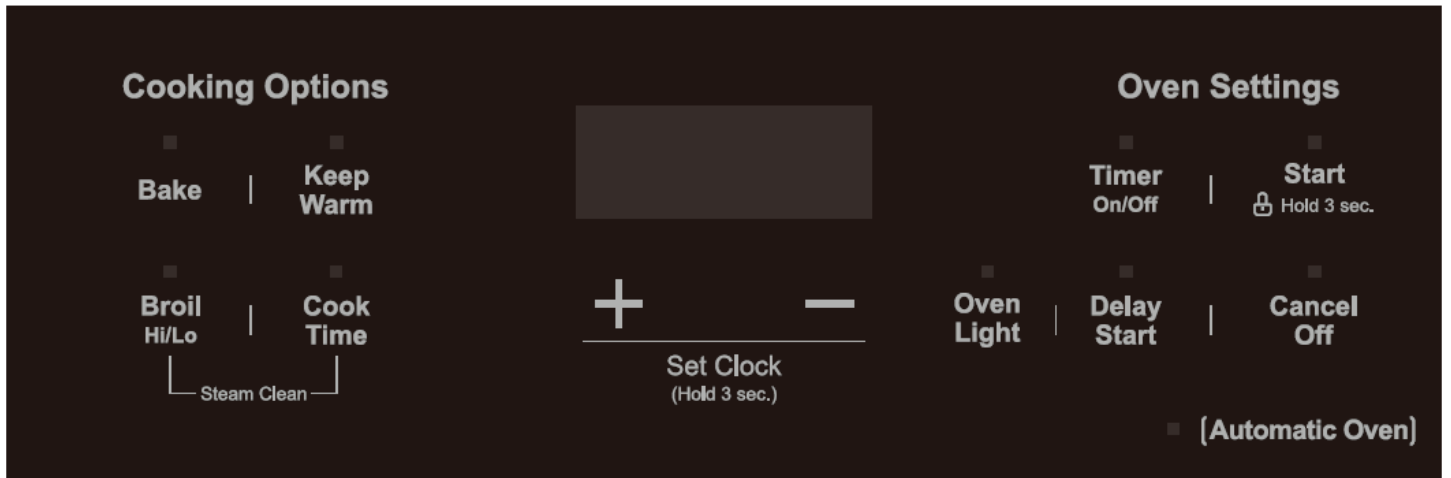 Cooking Options
Bake
Keep
Warm
Broil
Hi/Lo
Cook
Time
Steam Clean
+ −
Set Clock
(Hold 3 sec.)
Oven Settings
Timer
On/Off
Start
Hold 3 sec.
Oven
Light
Delay
Start
Cancel
Off
(Automatic Oven)